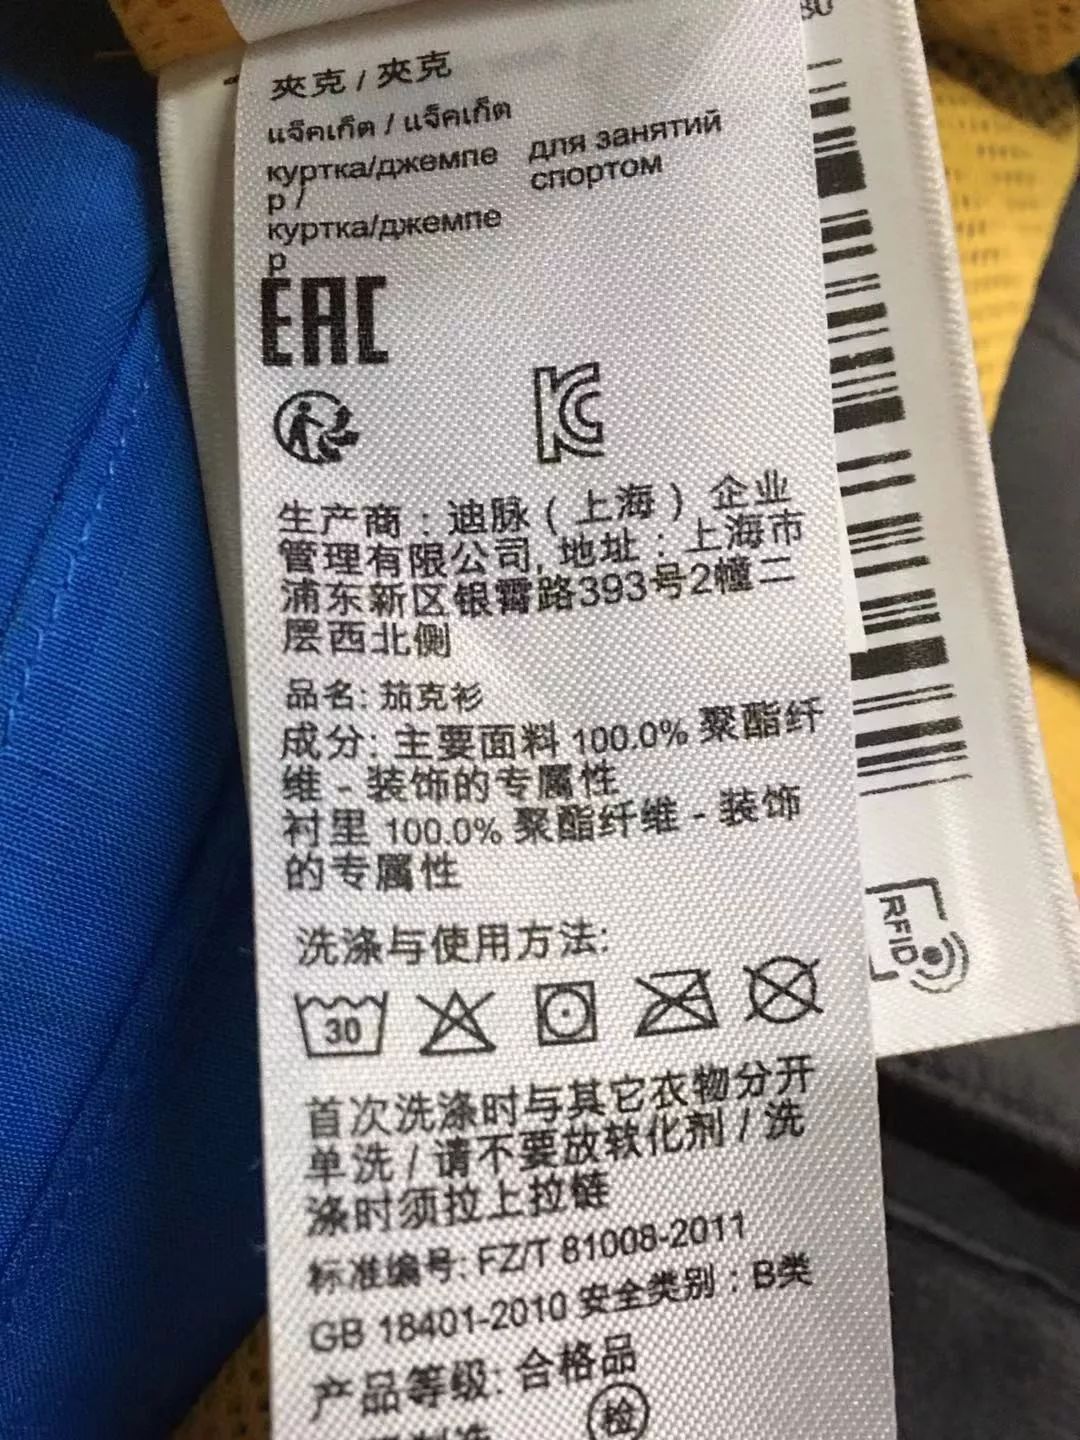 夾克 / 夾克
แจ็คเก็ต / แจ็คเก็ต
куртка/джемпе
р /
куртка/джемпе
р
для занятий
спортом
EAC
生产商 : 迪脉 ( 上海 ) 企业
管理有限公司, 地址 : 上海市
浦东新区银霄路393号2幢二
层西北侧
品名: 茄克衫
成分: 主要面料 100.0% 聚酯纤
维 - 装饰的专属性
衬里 100.0% 聚酯纤维 - 装饰
的专属性
洗涤与使用方法:
30
首次洗涤时与其它衣物分开
单洗 / 请不要放软化剂 / 洗
涤时须拉上拉链
标准编号: FZ/T 81008-2011
GB 18401-2010 安全类别 : B类
产品等级: 合格品
检
RFID